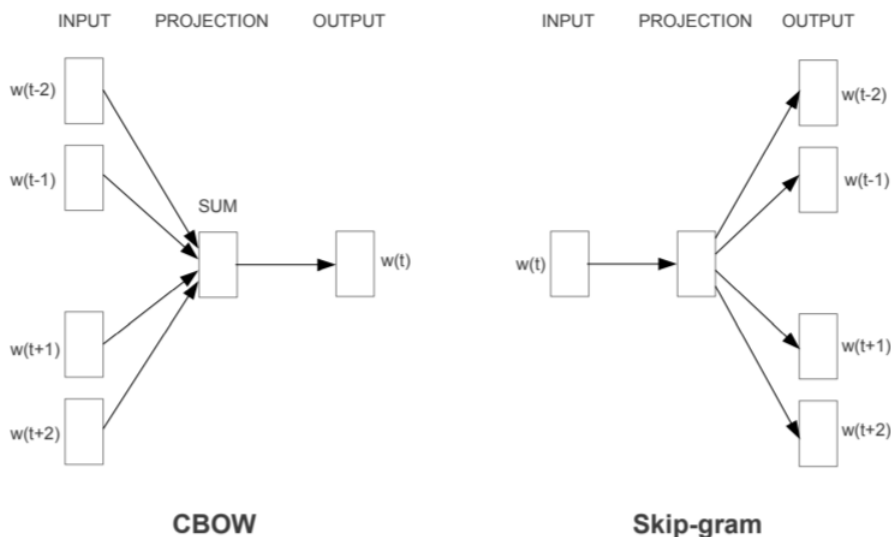 INPUT PROJECTION OUTPUT
w(t-2)
w(t-1)
SUM
w(t)
w(t+1)
w(t+2)
CBOW
INPUT PROJECTION OUTPUT
w(t-2)
w(t-1)
w(t)
w(t+1)
w(t+2)
Skip-gram